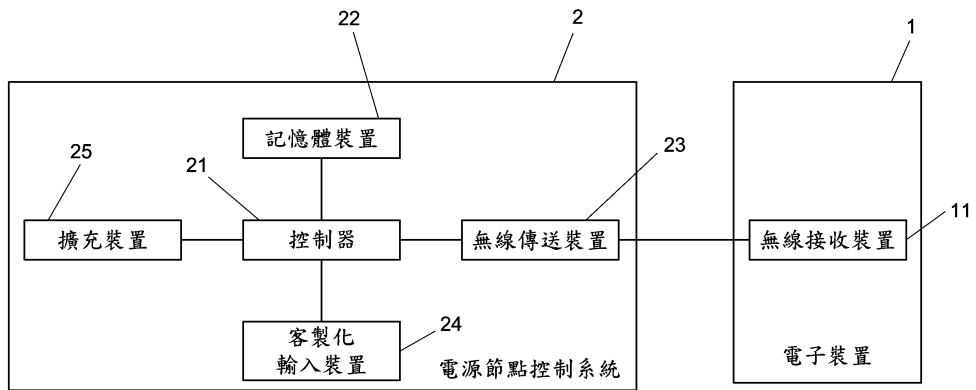 22
2
1
記憶體裝置
25
21
23
11
擴充裝置
控制器
無線傳送裝置
無線接收裝置
客製化
輸入裝置
24
電源節点控制系統
電子裝置